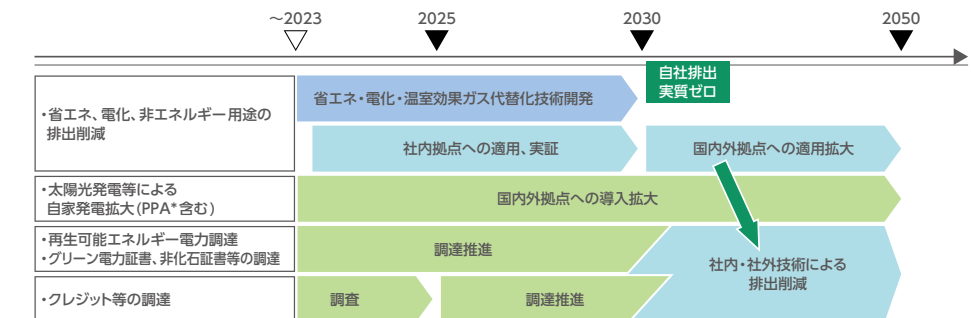 ～2023
2025
2030
2050
自社排出
実質ゼロ
・省エネ、電化、非エネルギー用途の
排出削減
省エネ・電化・温室効果ガス代替化技術開発
社内拠点への適用、実証
国内外拠点への適用拡大
・太陽光発電等による
自家発電拡大(PPA*含む)
国内外拠点への導入拡大
・再生可能エネルギー電力調達
・グリーン電力証書、非化石証書等の調達
調達推進
社内・社外技術による
排出削減
・クレジット等の調達
調査
調達推進